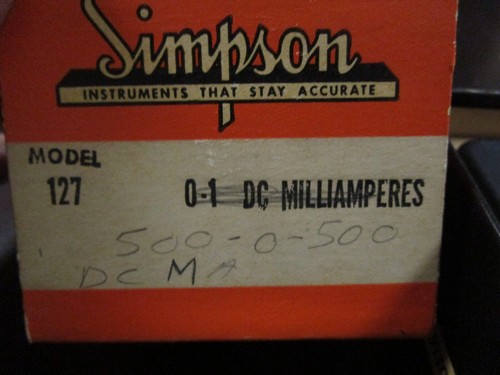 Simpson
INSTRUMENTS THAT STAY ACCURATE
MODEL
127 0-1 DC MILLIAMPERES
500-0-500
DC MA